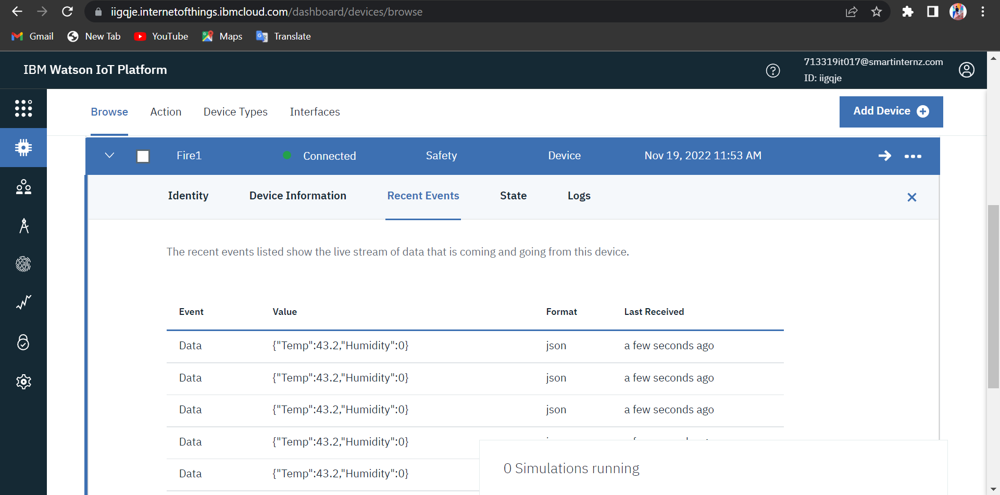 iigqje.internetofthings.ibmcloud.com/dashboard/devices/browse
Gmail New Tab YouTube Maps Translate
IBM Watson IoT Platform
713319it017@smartinternz.com
ID: iigqje
Browse Action Device Types Interfaces Add Device
Fire1 Connected Safety Device Nov 19, 2022 11:53 AM
Identity Device Information Recent Events State Logs
The recent events listed show the live stream of data that is coming and going from this device.
Event Value Format Last Received
Data {"Temp":43.2,"Humidity":0} json a few seconds ago
Data {"Temp":43.2,"Humidity":0} json a few seconds ago
Data {"Temp":43.2,"Humidity":0} json a few seconds ago
Data {"Temp":43.2,"Humidity":0}
Data {"Temp":43.2,"Humidity":0}
0 Simulations running